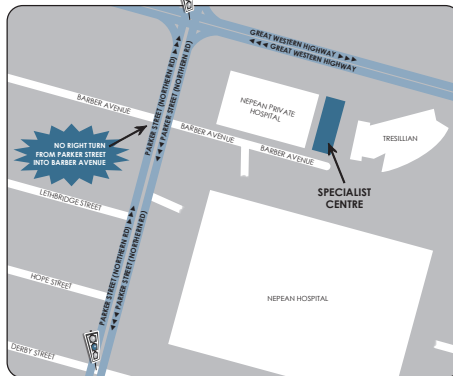 GREAT WESTERN HIGHWAY ►►►
◄◄◄ GREAT WESTERN HIGHWAY
PARKER STREET (NORTHERN RD) ►►►
◄◄◄ PARKER STREET (NORTHERN RD)
BARBER AVENUE
BARBER AVENUE
BARBER AVENUE
NEPEAN PRIVATE
HOSPITAL
TRESILLIAN
NO RIGHT TURN
FROM PARKER STREET
INTO BARBER AVENUE
SPECIALIST
CENTRE
LETHBRIDGE STREET
PARKER STREET (NORTHERN RD) ►►►
◄◄◄ PARKER STREET (NORTHERN RD)
HOPE STREET
NEPEAN HOSPITAL
DERBY STREET